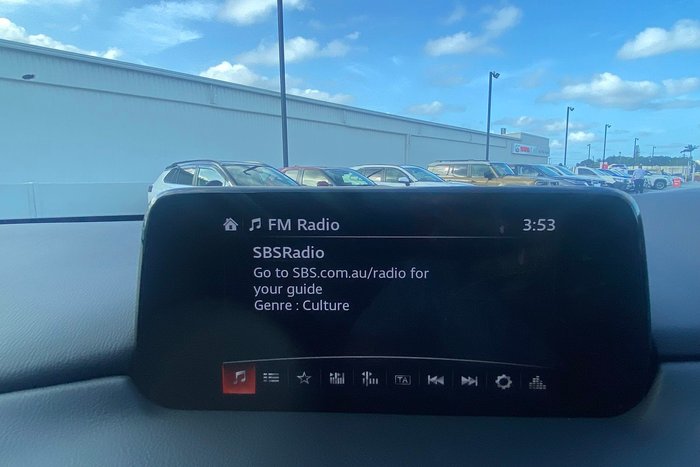 FM Radio 3:53
SBSRadio
Go to SBS.com.au/radio for
your guide
Genre : Culture
TA